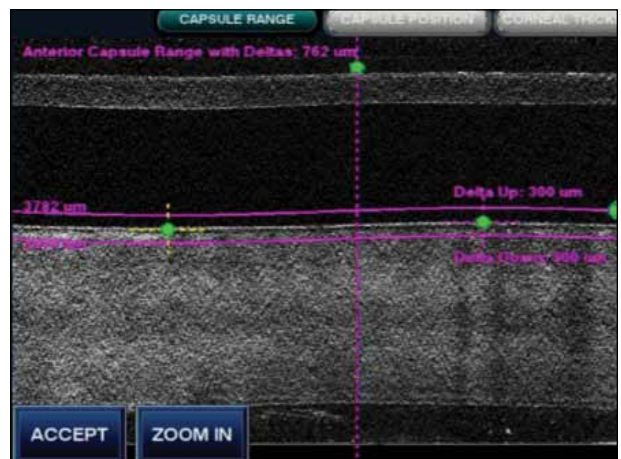 CAPSULE RANGE
CAPSULE POSITION
CORNEAL THICK
Anterior Capsule Range with Deltas: 762 um
Delta Up: 300 um
3782 um
um
Delta Down: 300 um
ACCEPT
ZOOM IN